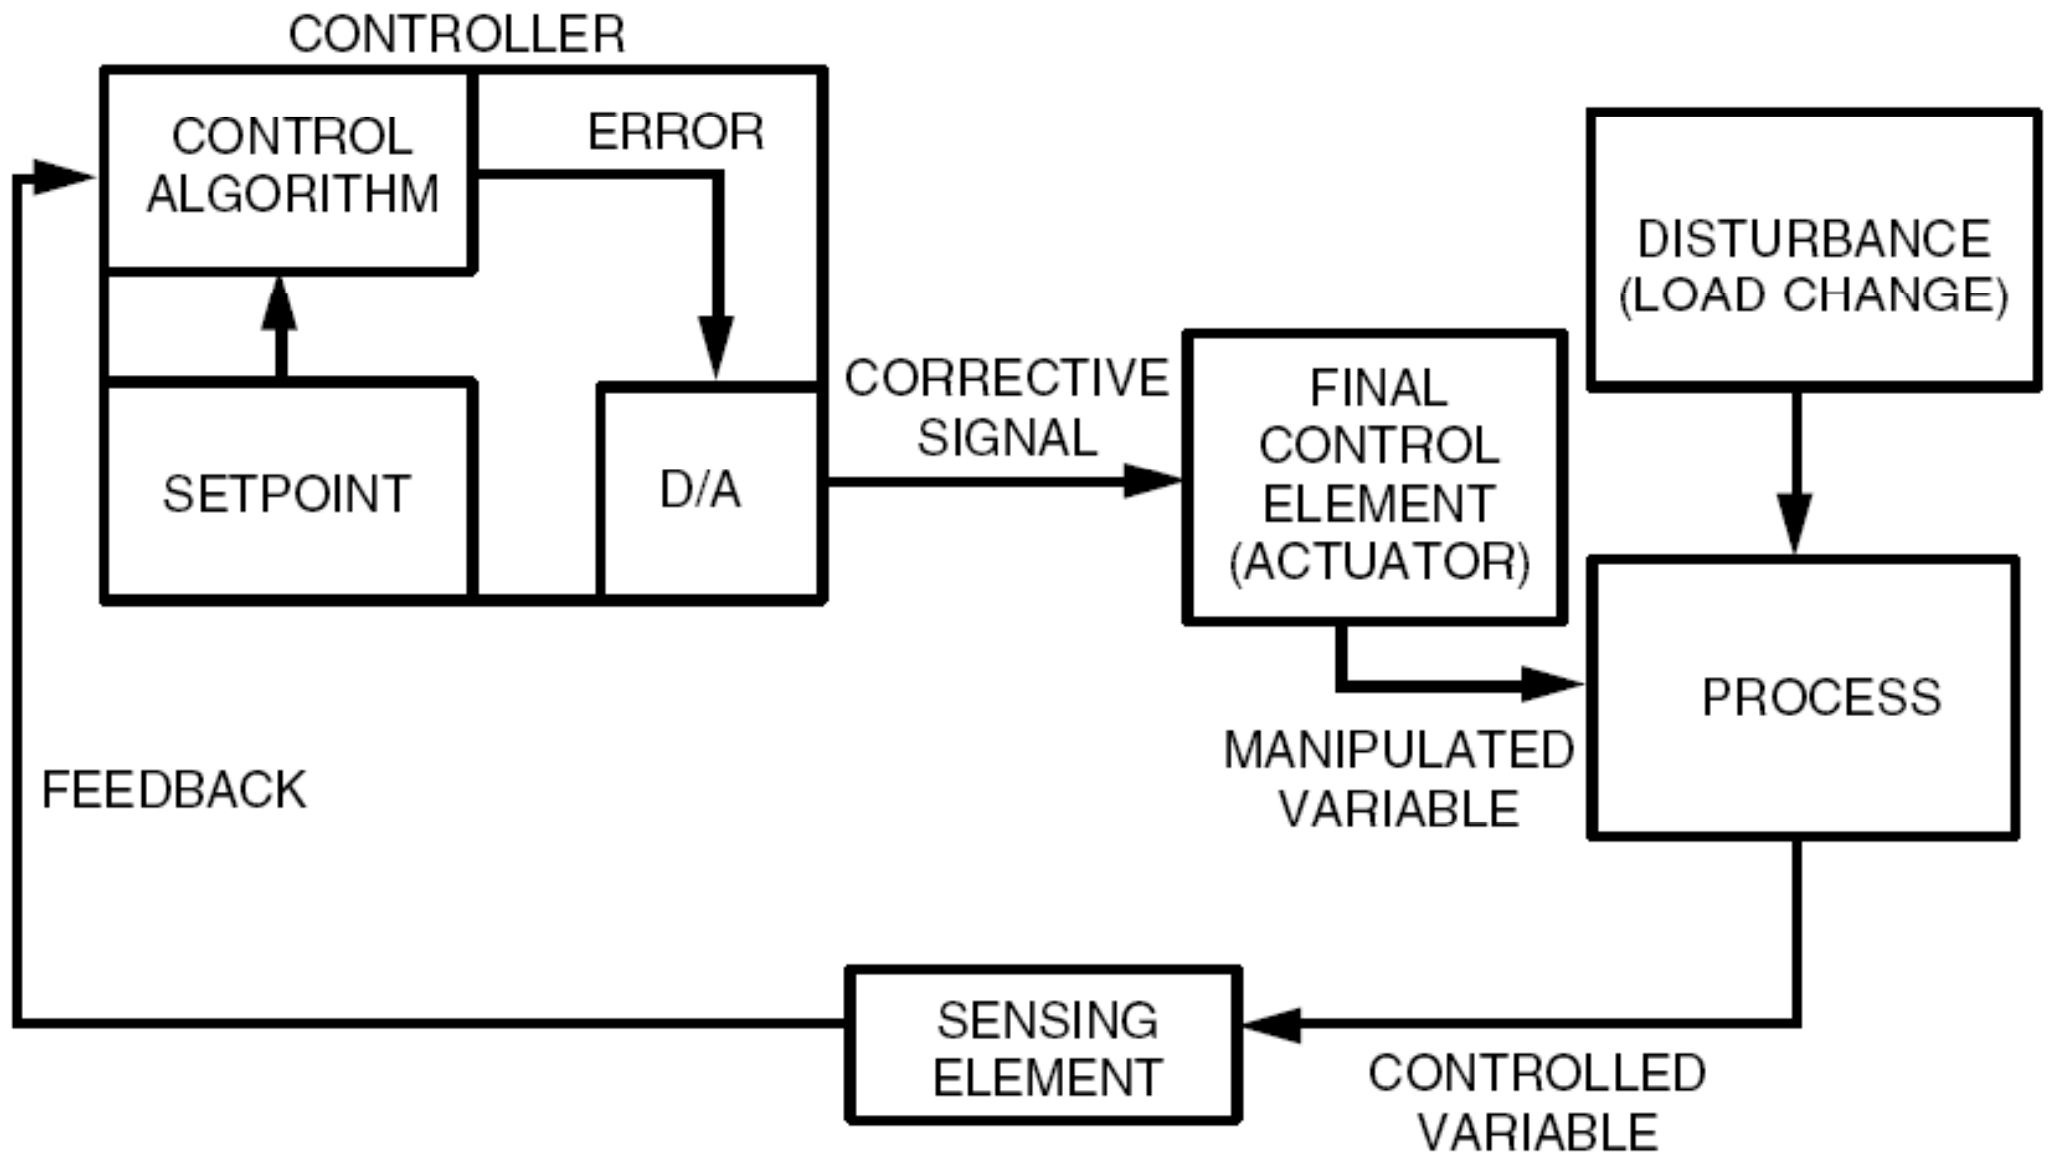 CONTROLLER
CONTROL
ALGORITHM
ERROR
SETPOINT
D/A
CORRECTIVE
SIGNAL
FINAL
CONTROL
ELEMENT
(ACTUATOR)
DISTURBANCE
(LOAD CHANGE)
PROCESS
MANIPULATED
VARIABLE
FEEDBACK
SENSING
ELEMENT
CONTROLLED
VARIABLE